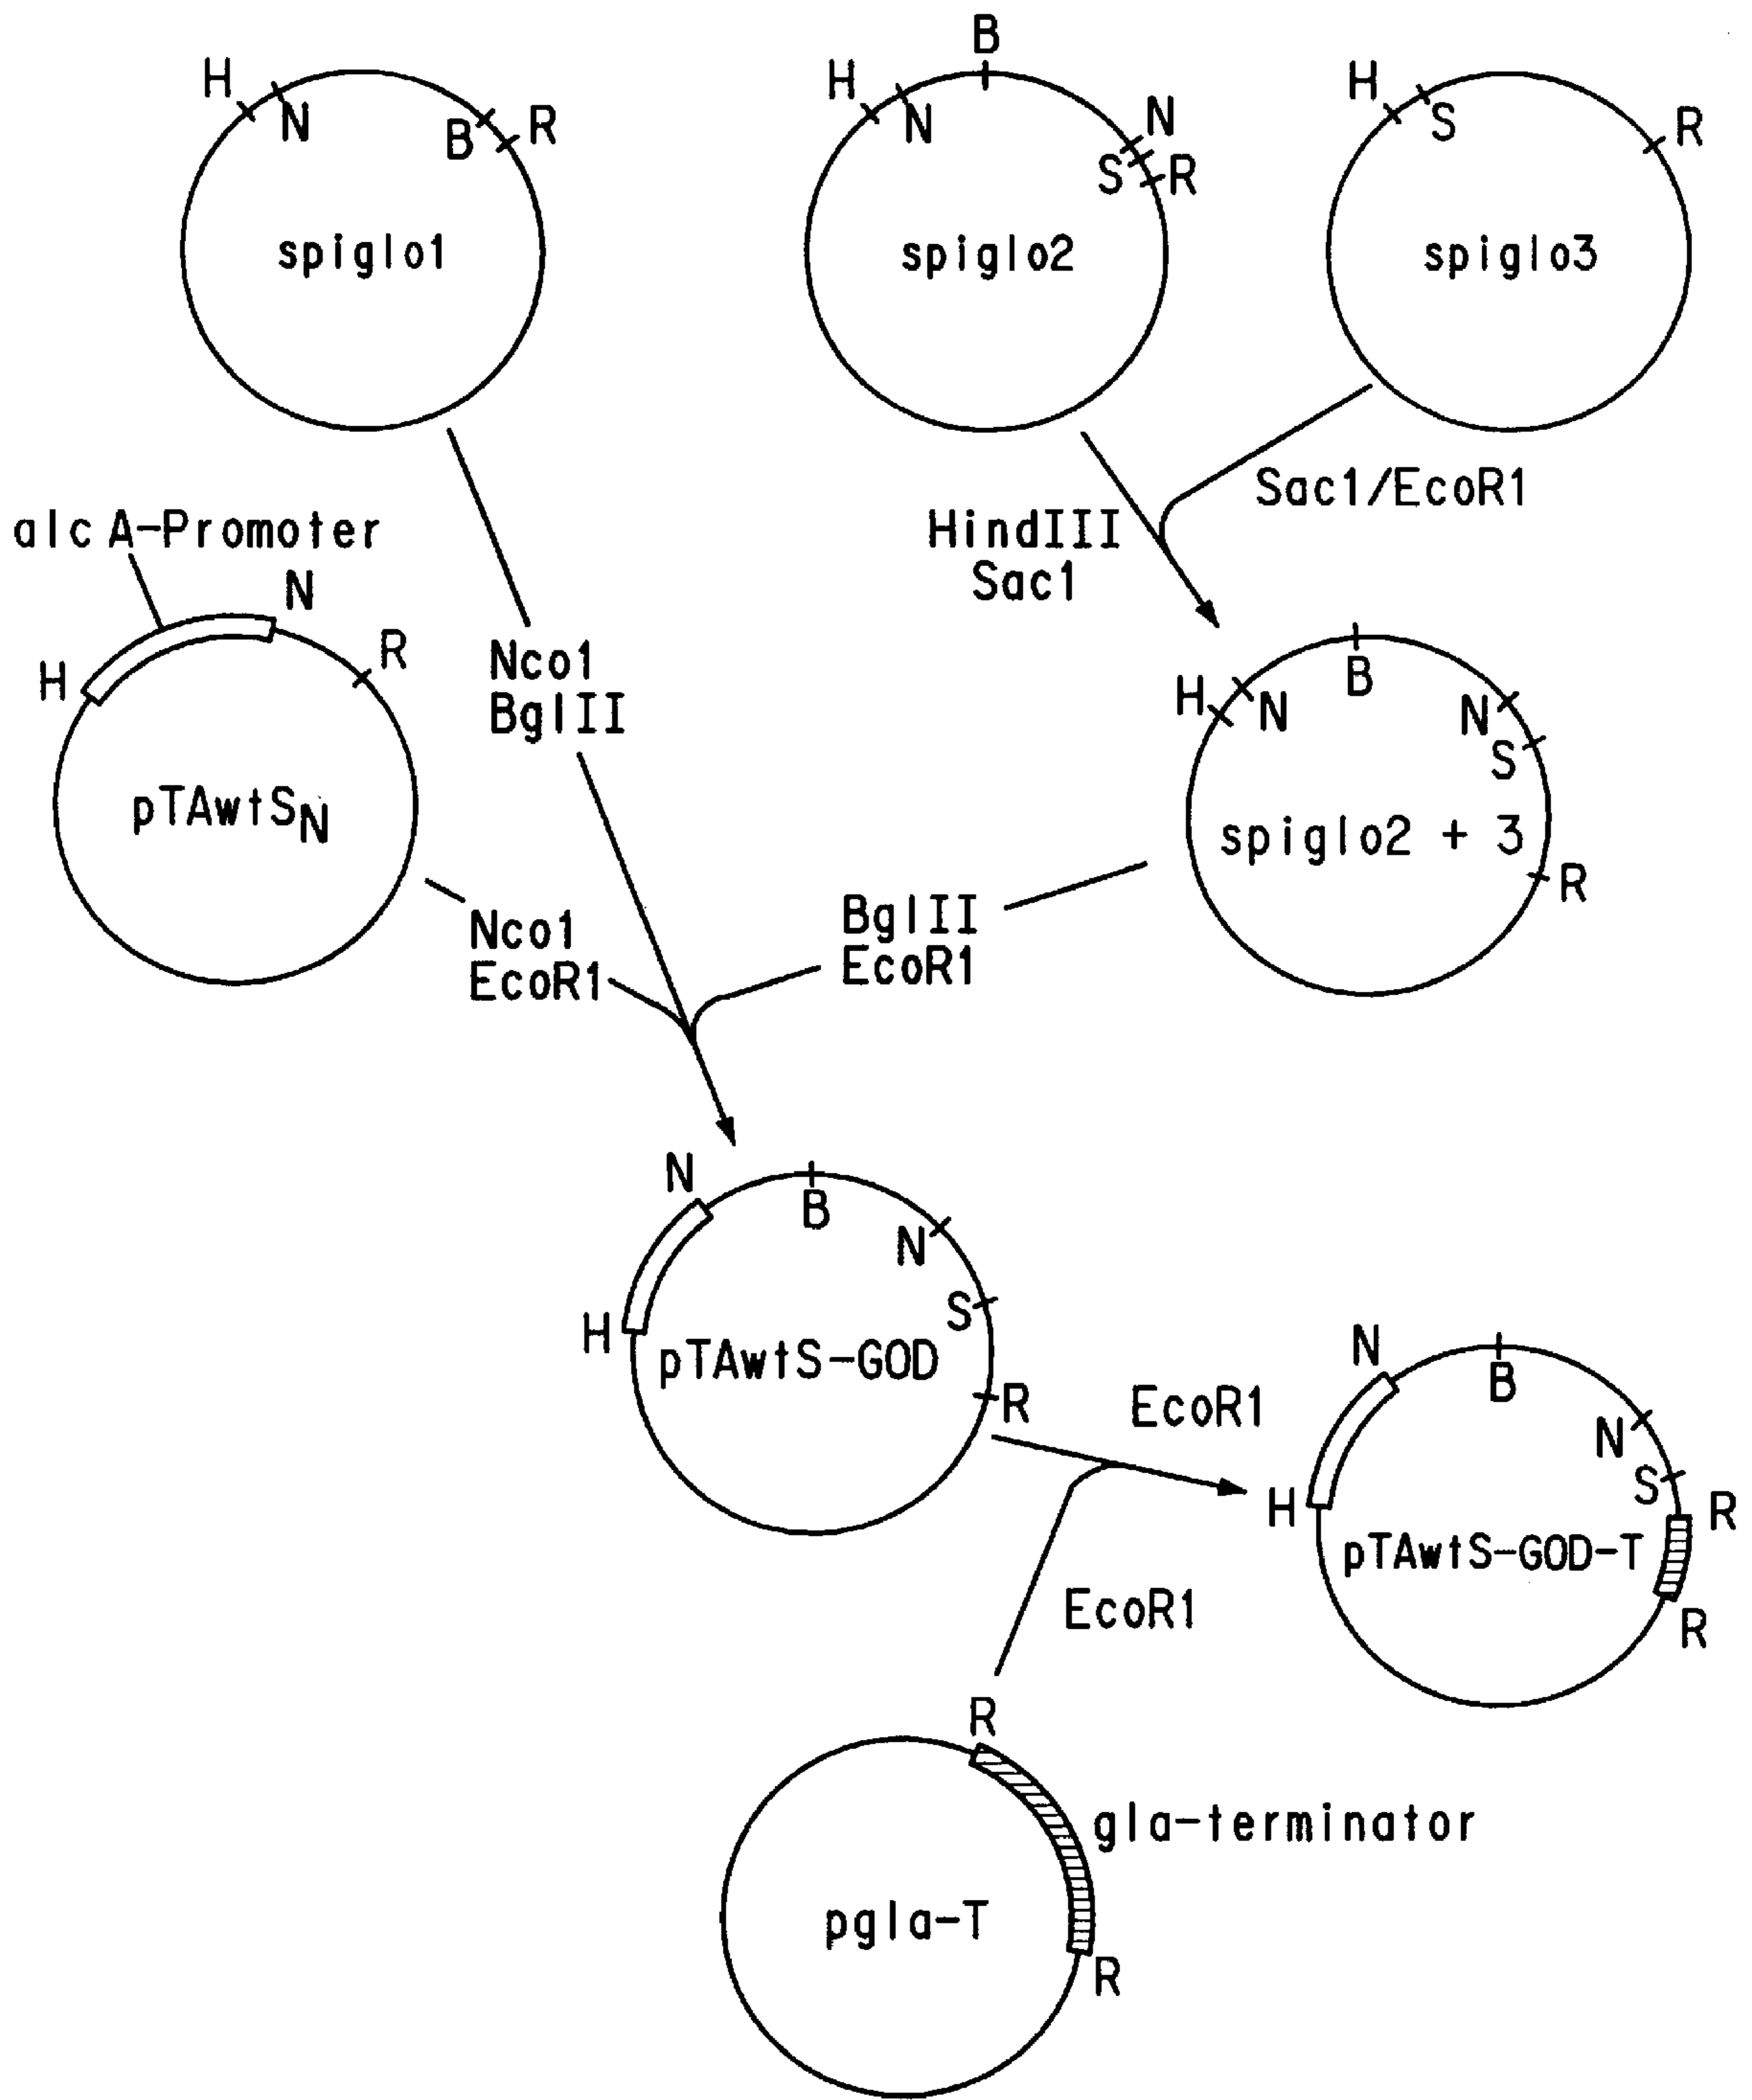 H
N
B
R
spiglo1
B
H
N
N
S
R
spiglo2
H
S
R
spiglo3
Sac1/EcoR1
HindIII
Sac1
alc A-Promoter
N
H
R
pTAwtSN
Nco1
BglII
B
H
N
N
S
spiglo2 + 3
R
Nco1
EcoR1
BglII
EcoR1
N
B
N
S
H
pTAwtS-GOD
R
EcoR1
N
B
N
S
H
R
pTAwtS-GOD-T
R
EcoR1
R
gla-terminator
pgla-T
R